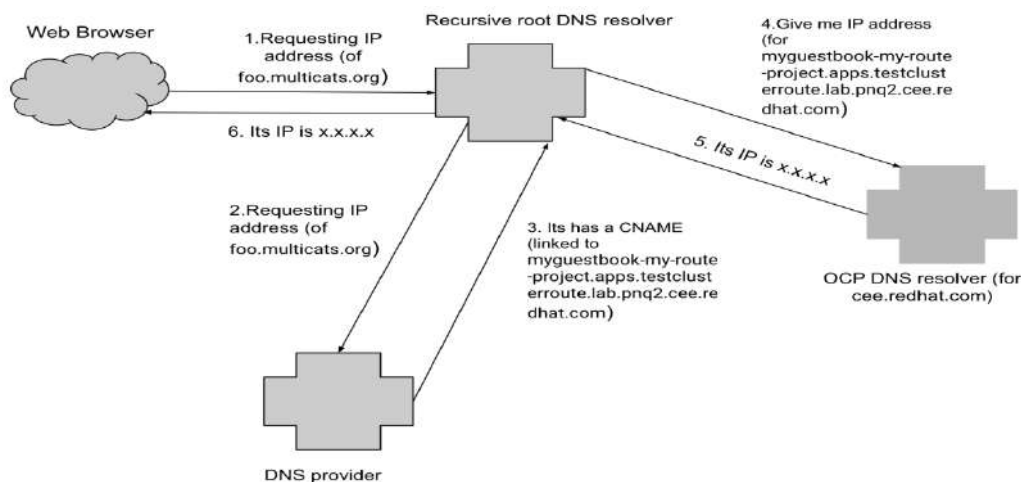 Web Browser
Recursive root DNS resolver
1.Requesting IP
address (of
foo.multicats.org)
6. Its IP is x.x.x.x
4.Give me IP address
(for
myguestbook-my-route
-project.apps.testclust
erroute.lab.pnq2.cee.re
dhat.com)
5. Its IP is x.x.x.x
2.Requesting IP
address (of
foo.multicats.org)
3. Its has a CNAME
(linked to
myguestbook-my-route
-project.apps.testclust
erroute.lab.pnq2.cee.re
dhat.com)
OCP DNS resolver (for
cee.redhat.com)
DNS provider